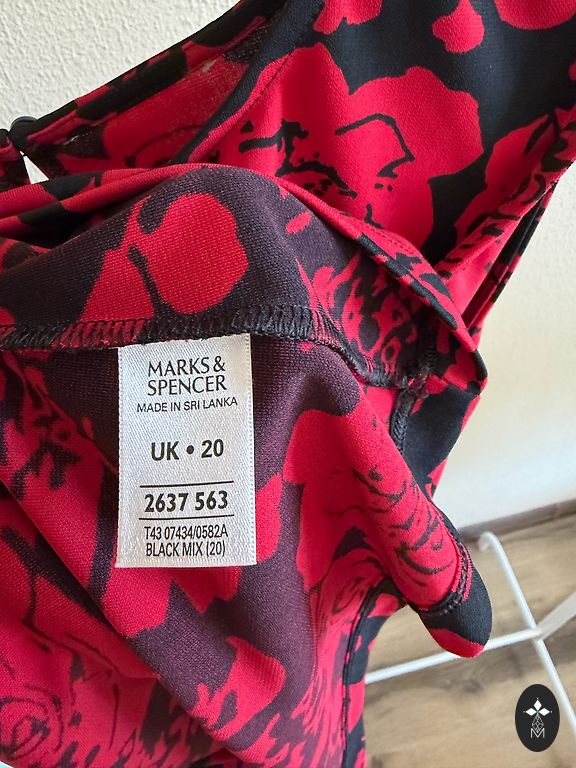 MARKS &
SPENCER
MADE IN SRI LANKA
UK • 20
2637 563
T43 07434/0582A
BLACK MIX (20)
M